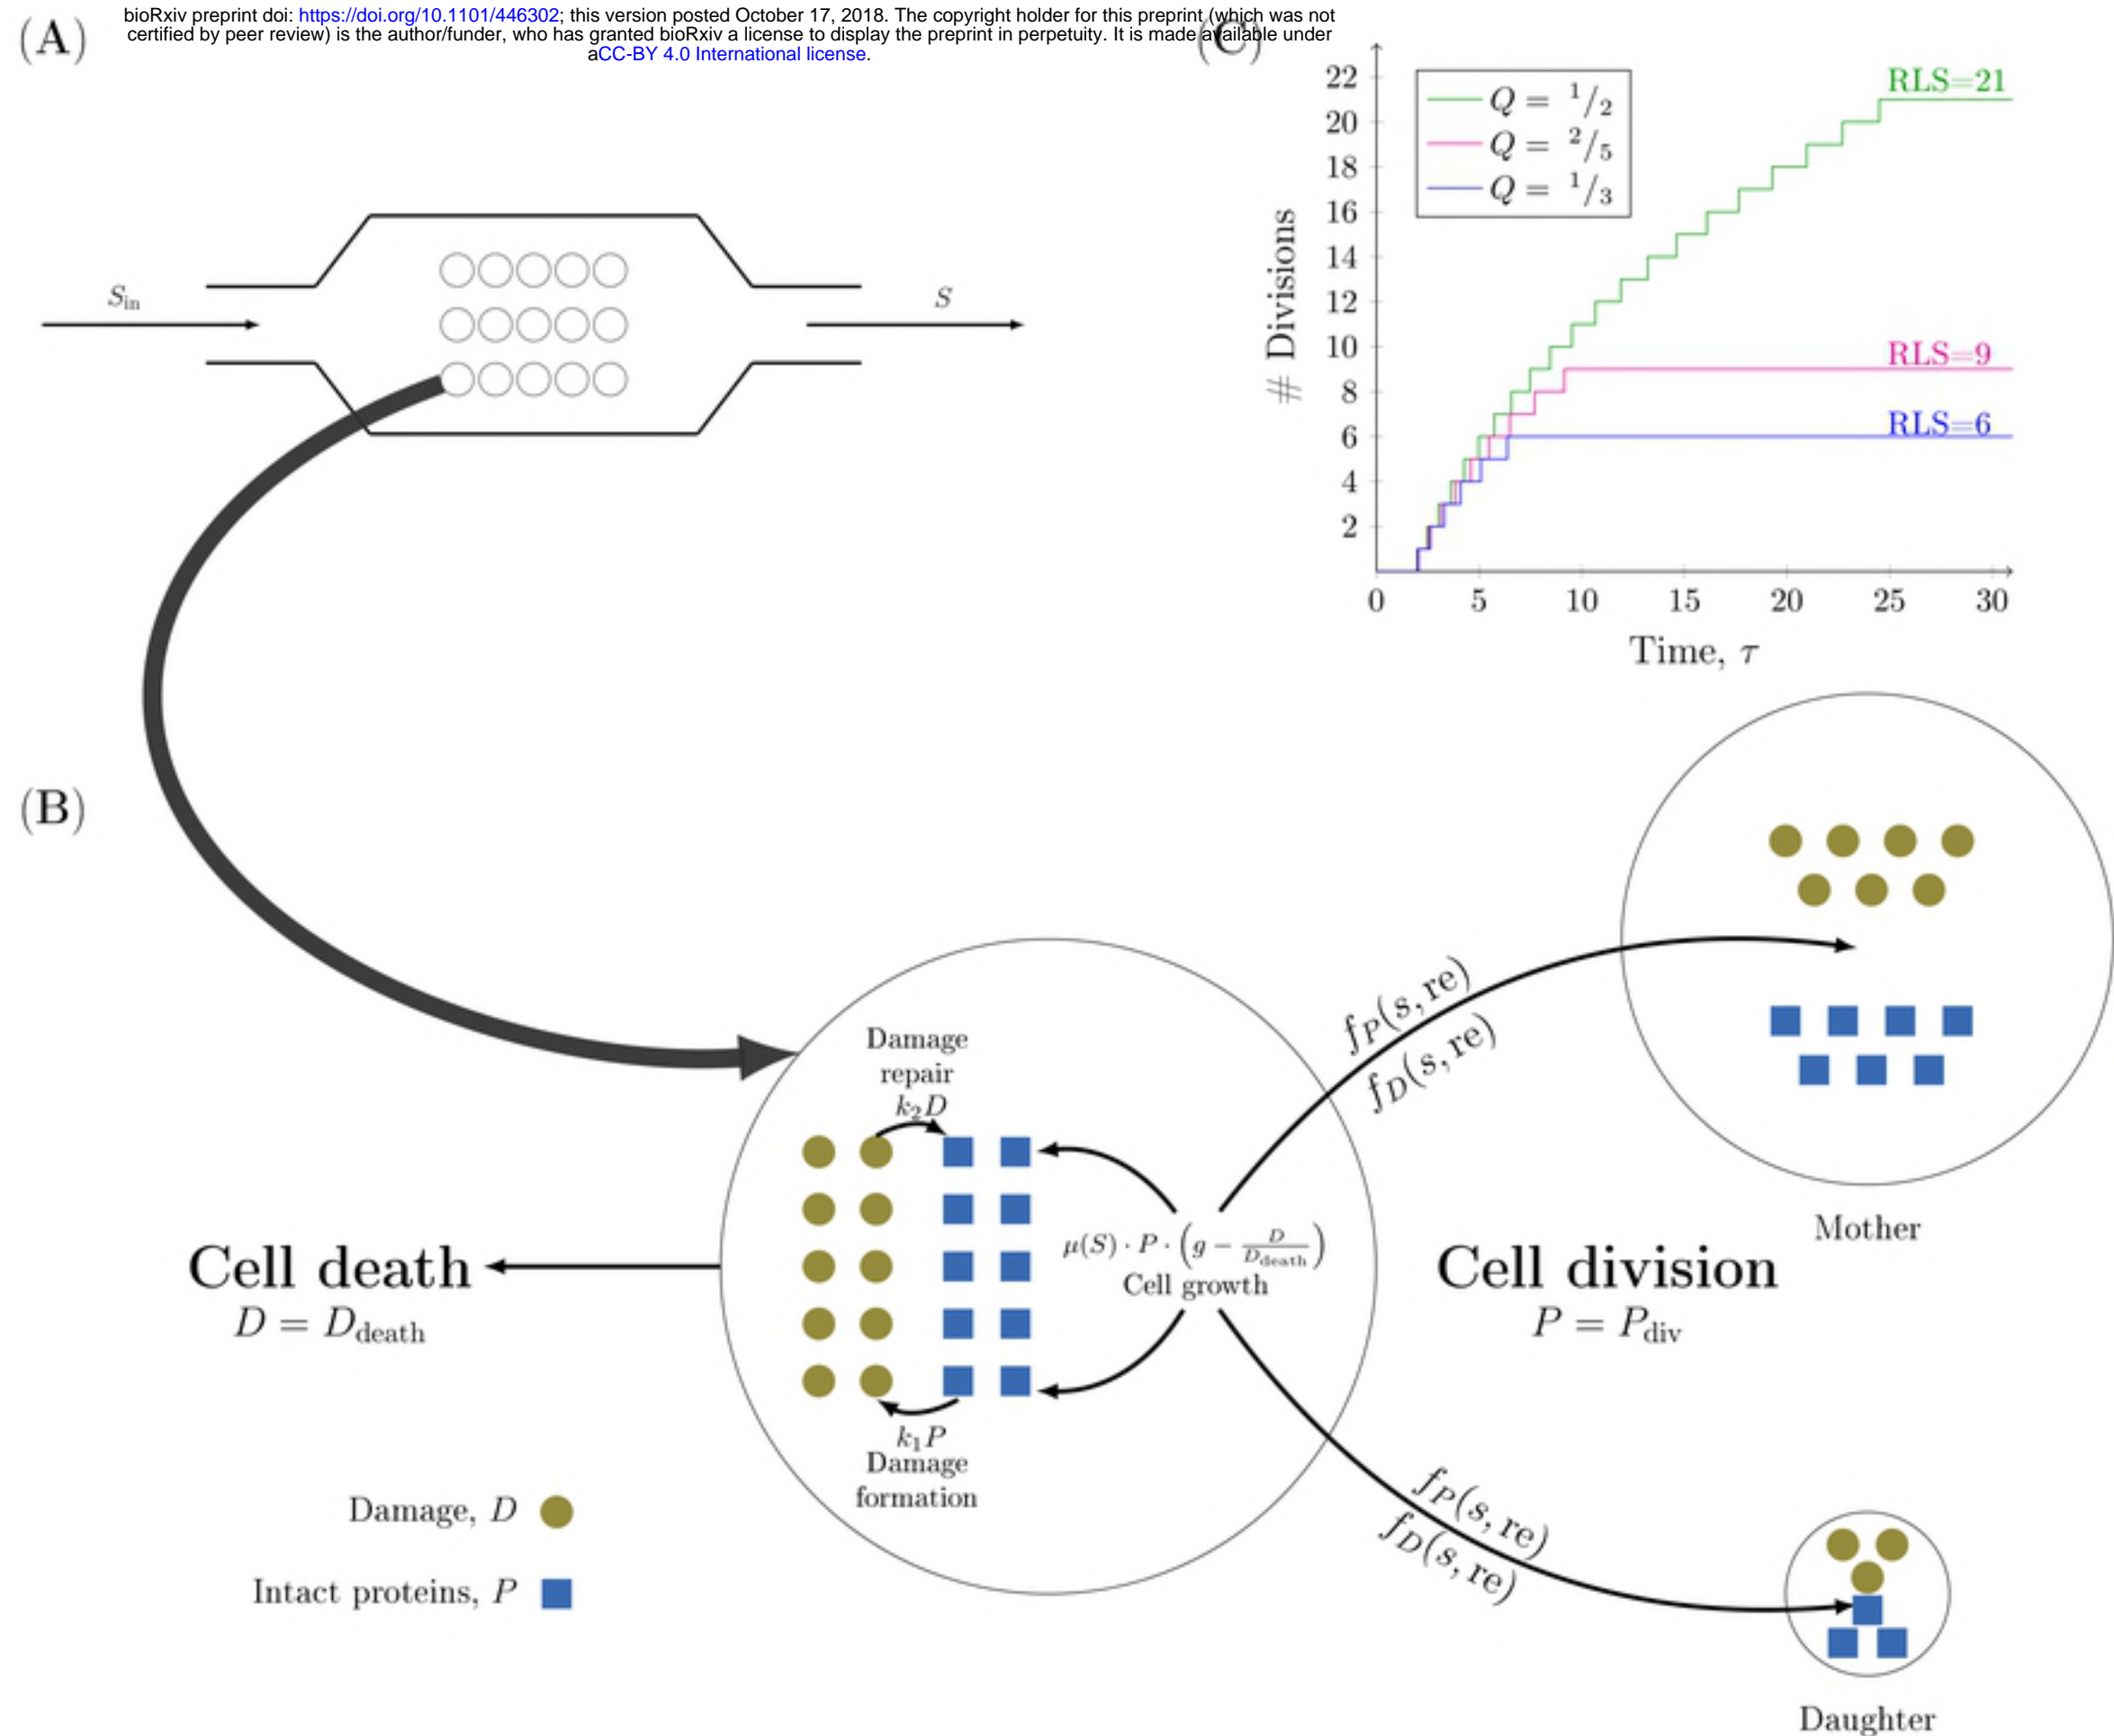 bioRxiv preprint doi: https://doi.org/10.1101/446302; this version posted October 17, 2018. The copyright holder for this preprint (which was not
certified by peer review) is the author/funder, who has granted bioRxiv a license to display the preprint in perpetuity. It is made available under
aCC-BY 4.0 International license.
(A)
S_in
S
(C)
# Divisions
22
20
18
16
14
12
10
8
6
4
2
Q = 1/2
Q = 2/5
Q = 1/3
RLS=21
RLS=9
RLS=6
0 5 10 15 20 25 30
Time, τ
(B)
Damage
repair
k₂D
k₁P
Damage
formation
μ(S) · P · (g − D/D_death)
Cell growth
Cell death
D = D_death
Cell division
P = P_div
f_P(s, re)
f_D(s, re)
Mother
f_P(s, re)
f_D(s, re)
Daughter
Damage, D
Intact proteins, P